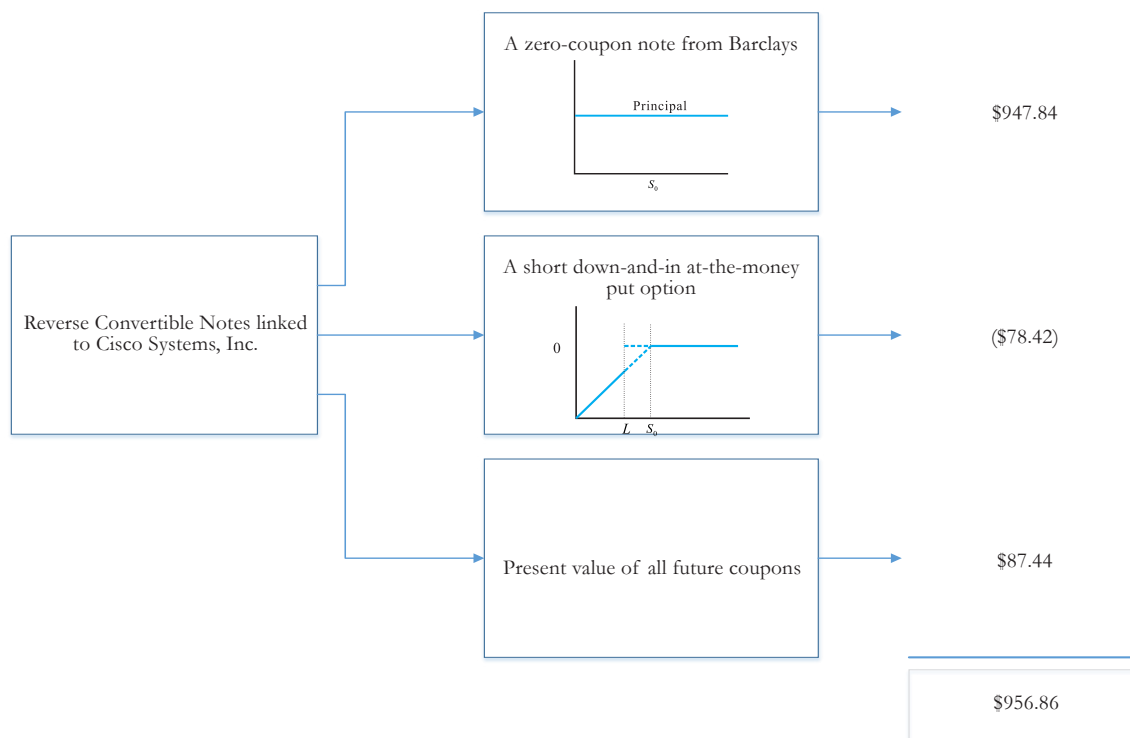 A zero-coupon note from Barclays
Principal
S0
$947.84
Reverse Convertible Notes linked
to Cisco Systems, Inc.
A short down-and-in at-the-money
put option
0
L S0
($78.42)
Present value of all future coupons
$87.44
$956.86